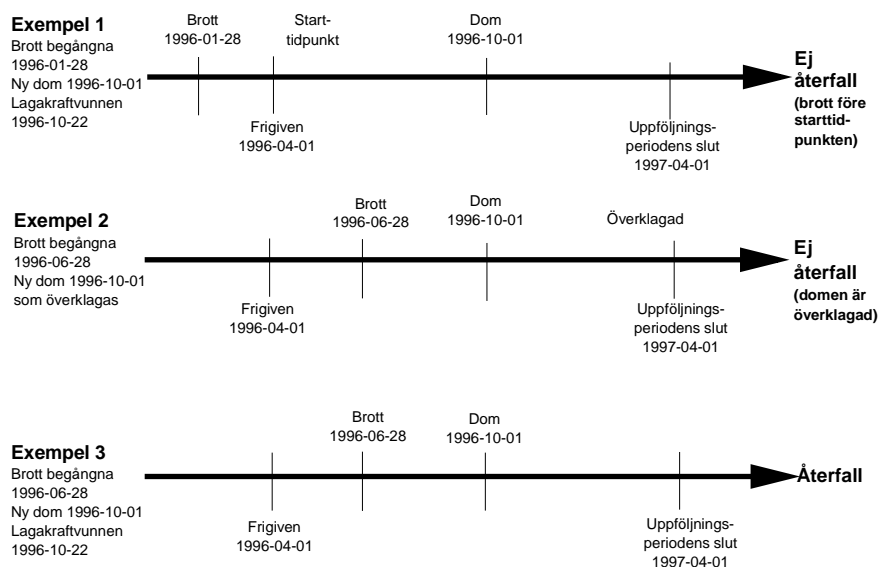 Exempel 1
Brott begångna
1996-01-28
Ny dom 1996-10-01
Lagakraftvunnen
1996-10-22
Brott
1996-01-28
Start-
tidpunkt
Dom
1996-10-01
Frigiven
1996-04-01
Uppföljnings-
periodens slut
1997-04-01
Ej
återfall
(brott före
starttid-
punkten)
Exempel 2
Brott begångna
1996-06-28
Ny dom 1996-10-01
som överklagas
Brott
1996-06-28
Dom
1996-10-01
Överklagad
Frigiven
1996-04-01
Uppföljnings-
periodens slut
1997-04-01
Ej
återfall
(domen är
överklagad)
Exempel 3
Brott begångna
1996-06-28
Ny dom 1996-10-01
Lagakraftvunnen
1996-10-22
Brott
1996-06-28
Dom
1996-10-01
Frigiven
1996-04-01
Uppföljnings-
periodens slut
1997-04-01
Återfall